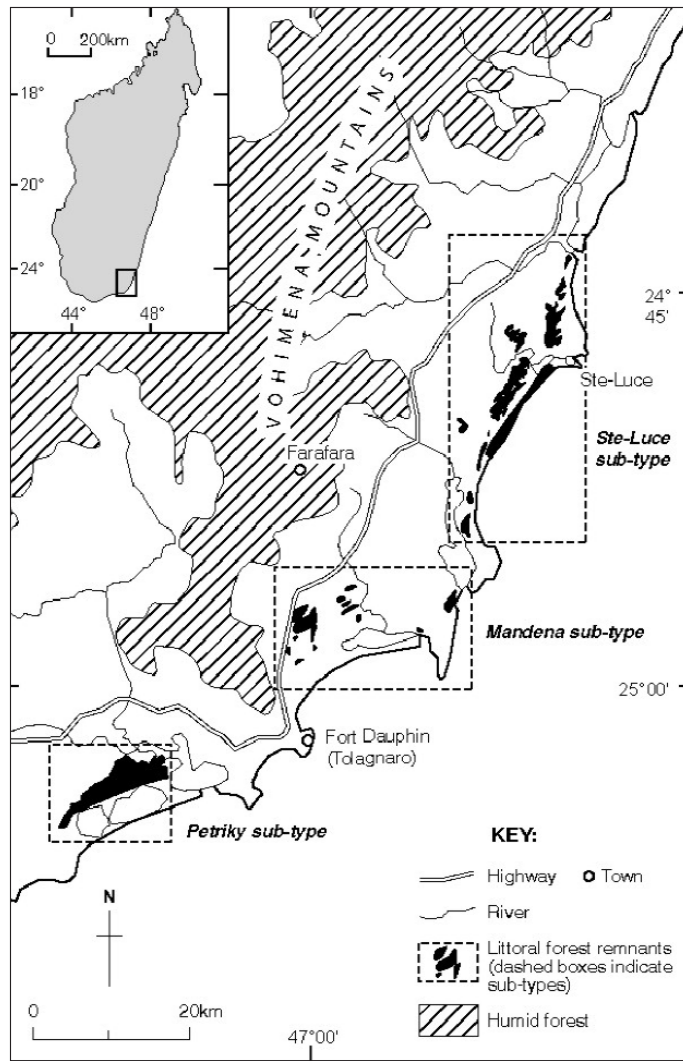 0 200km
18°
20°
24°
44° 48°
VOHIMENA MOUNTAINS
24°
45'
Ste-Luce
Ste-Luce
sub-type
Farafara
Mandena sub-type
25°00'
Fort Dauphin
(Tolagnaro)
Petriky sub-type
KEY:
Highway Town
River
Littoral forest remnants
(dashed boxes indicate
sub-types)
Humid forest
N
0 20km
47°00'